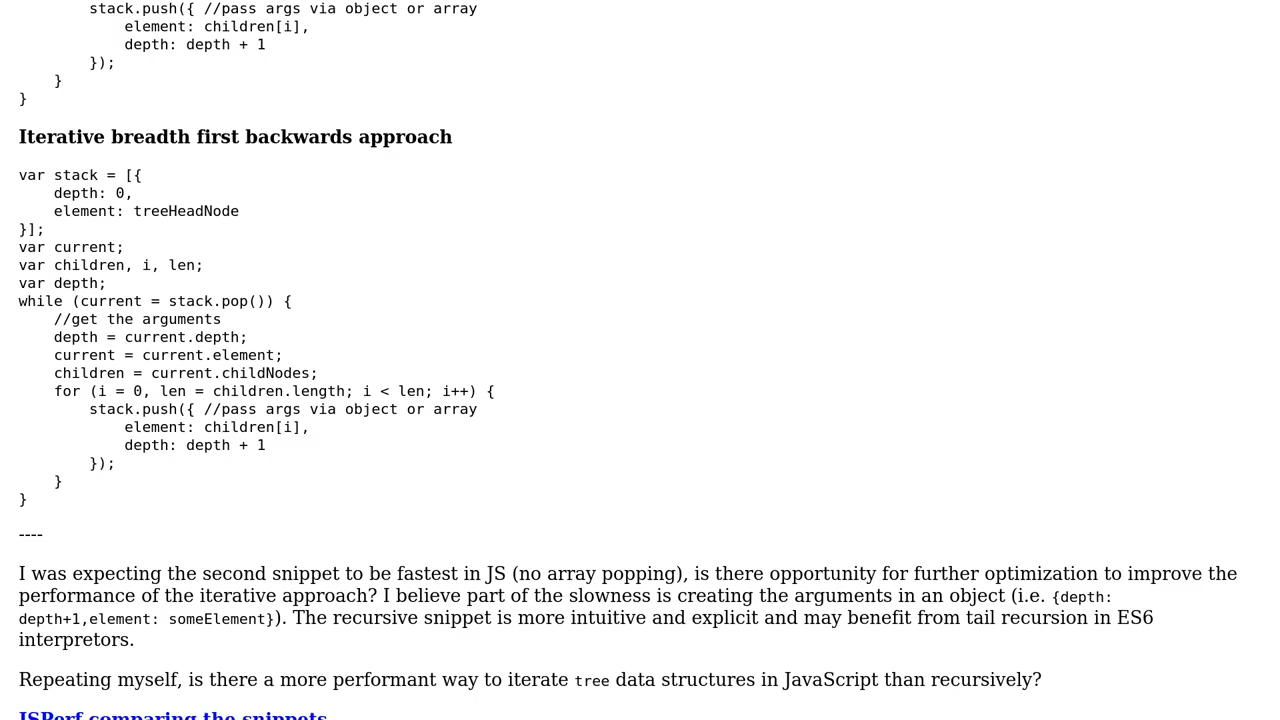 stack.push({ //pass args via object or array
            element: children[i],
            depth: depth + 1
        });
    }
}
Iterative breadth first backwards approach
var stack = [{
    depth: 0,
    element: treeHeadNode
}];
var current;
var children, i, len;
var depth;
while (current = stack.pop()) {
    //get the arguments
    depth = current.depth;
    current = current.element;
    children = current.childNodes;
    for (i = 0, len = children.length; i < len; i++) {
        stack.push({ //pass args via object or array
            element: children[i],
            depth: depth + 1
        });
    }
}
----
I was expecting the second snippet to be fastest in JS (no array popping), is there opportunity for further optimization to improve the
performance of the iterative approach? I believe part of the slowness is creating the arguments in an object (i.e. {depth:
depth+1,element: someElement}). The recursive snippet is more intuitive and explicit and may benefit from tail recursion in ES6
interpretors.
Repeating myself, is there a more performant way to iterate tree data structures in JavaScript than recursively?
JSPerf comparing the snippets